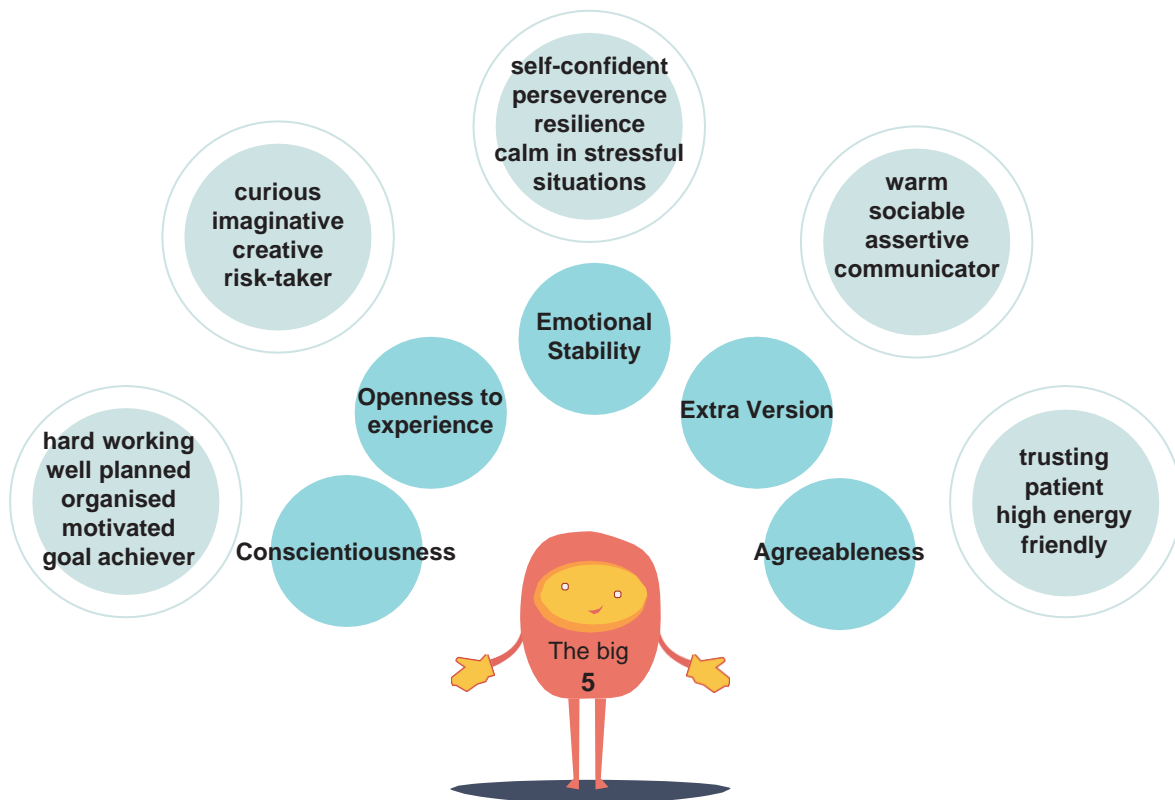 self-confident
perseverence
resilience
calm in stressful
situations
curious
imaginative
creative
risk-taker
warm
sociable
assertive
communicator
Emotional
Stability
Openness to
experience
Extra Version
hard working
well planned
organised
motivated
goal achiever
trusting
patient
high energy
friendly
Conscientiousness
Agreeableness
The big
5